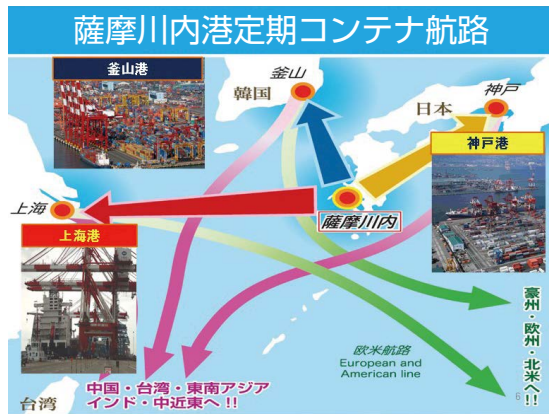 薩摩川内港定期コンテナ航路
釜山港
釜山
韓国
神戸
日本
神戸港
上海
薩摩川内
上海港
豪州・欧州・北米へ!!
欧米航路
European and
American line
中国・台湾・東南アジア
インド・中近東へ!!
台湾
6